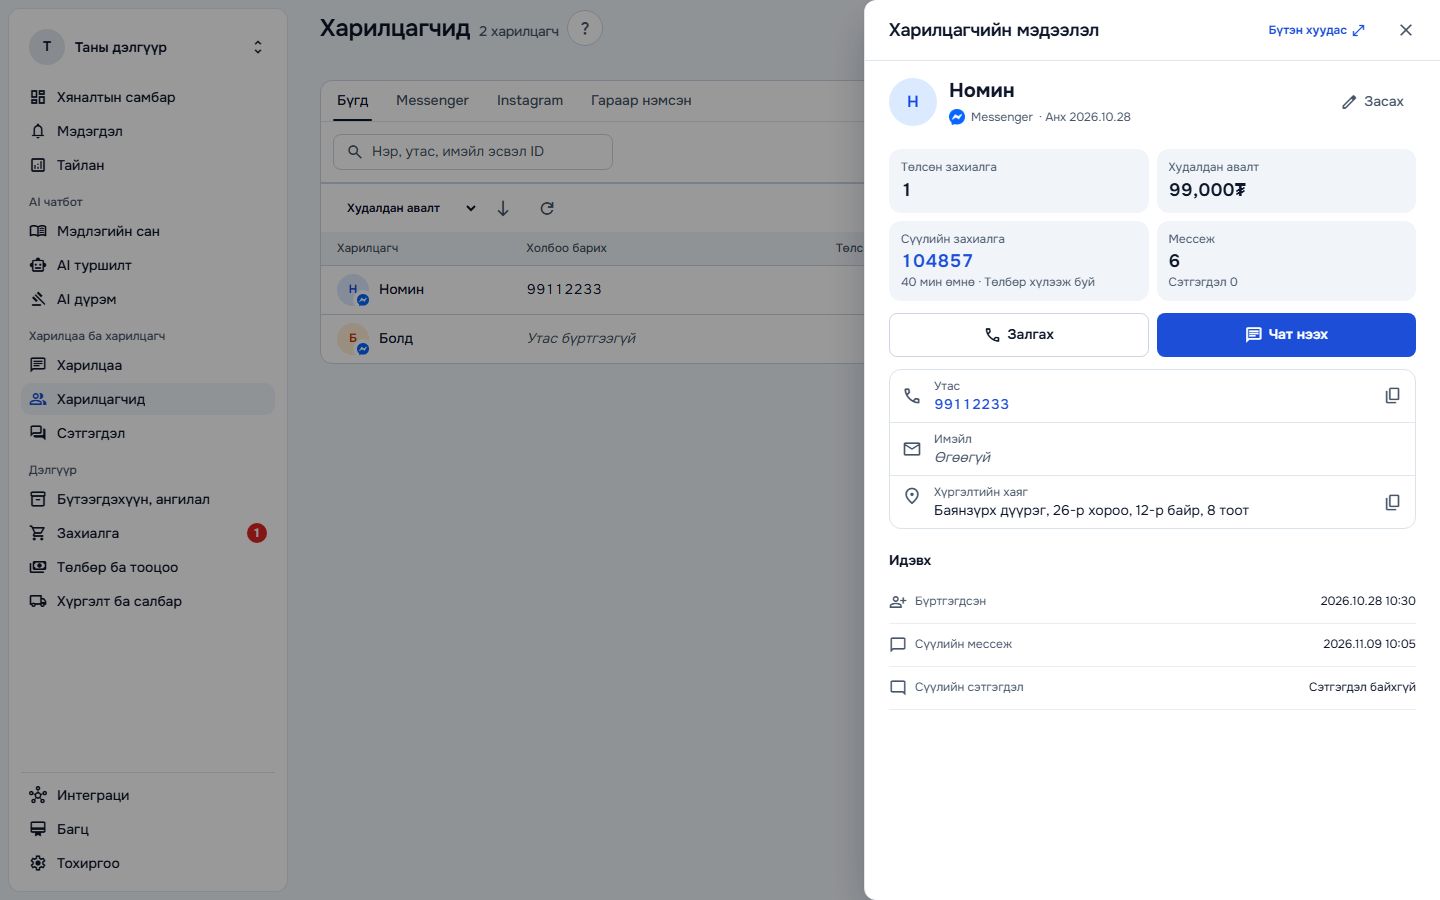 Т Таны дэлгүүр
Хяналтын самбар
Мэдэгдэл
Тайлан
AI чатбот
Мэдлэгийн сан
AI туршилт
AI дүрэм
Харилцаа ба харилцагч
Харилцаа
Харилцагчид
Сэтгэгдэл
Дэлгүүр
Бүтээгдэхүүн, ангилал
Захиалга 1
Төлбөр ба тооцоо
Хүргэлт ба салбар
Интеграци
Багц
Тохиргоо
Харилцагчид 2 харилцагч ?
Бүгд Messenger Instagram Гараар нэмсэн
Нэр, утас, имэйл эсвэл ID
Худалдан авалт
Харилцагч Холбоо барих Төлс
Н Номин 99112233
Б Болд Утас бүртгээгүй
Харилцагчийн мэдээлэл Бүтэн хуудас
Н Номин
Messenger · Анх 2026.10.28
Засах
Төлсөн захиалга
1
Худалдан авалт
99,000₮
Сүүлийн захиалга
104857
40 мин өмнө · Төлбөр хүлээж буй
Мессеж
6
Сэтгэгдэл 0
Залгах Чат нээх
Утас
99112233
Имэйл
Өгөөгүй
Хүргэлтийн хаяг
Баянзүрх дүүрэг, 26-р хороо, 12-р байр, 8 тоот
Идэвх
Бүртгэгдсэн 2026.10.28 10:30
Сүүлийн мессеж 2026.11.09 10:05
Сүүлийн сэтгэгдэл Сэтгэгдэл байхгүй